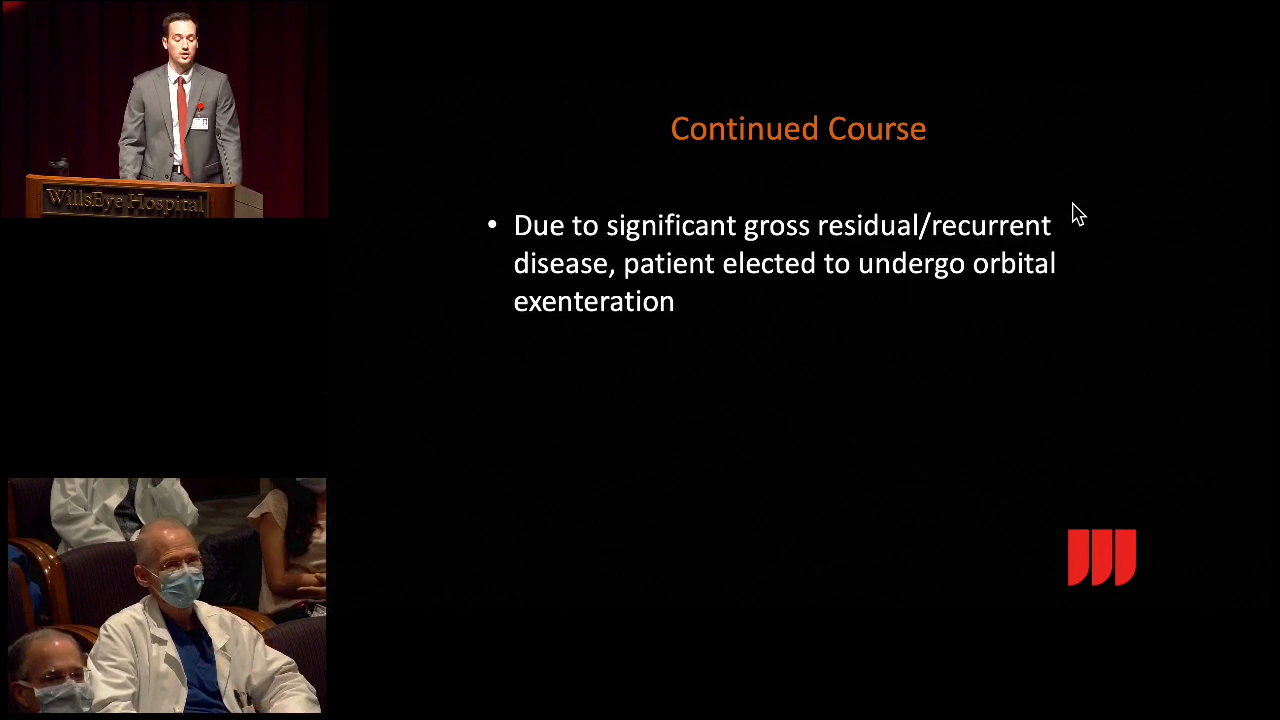 WillsEye Hospital
Continued Course
• Due to significant gross residual/recurrent
disease, patient elected to undergo orbital
exenteration